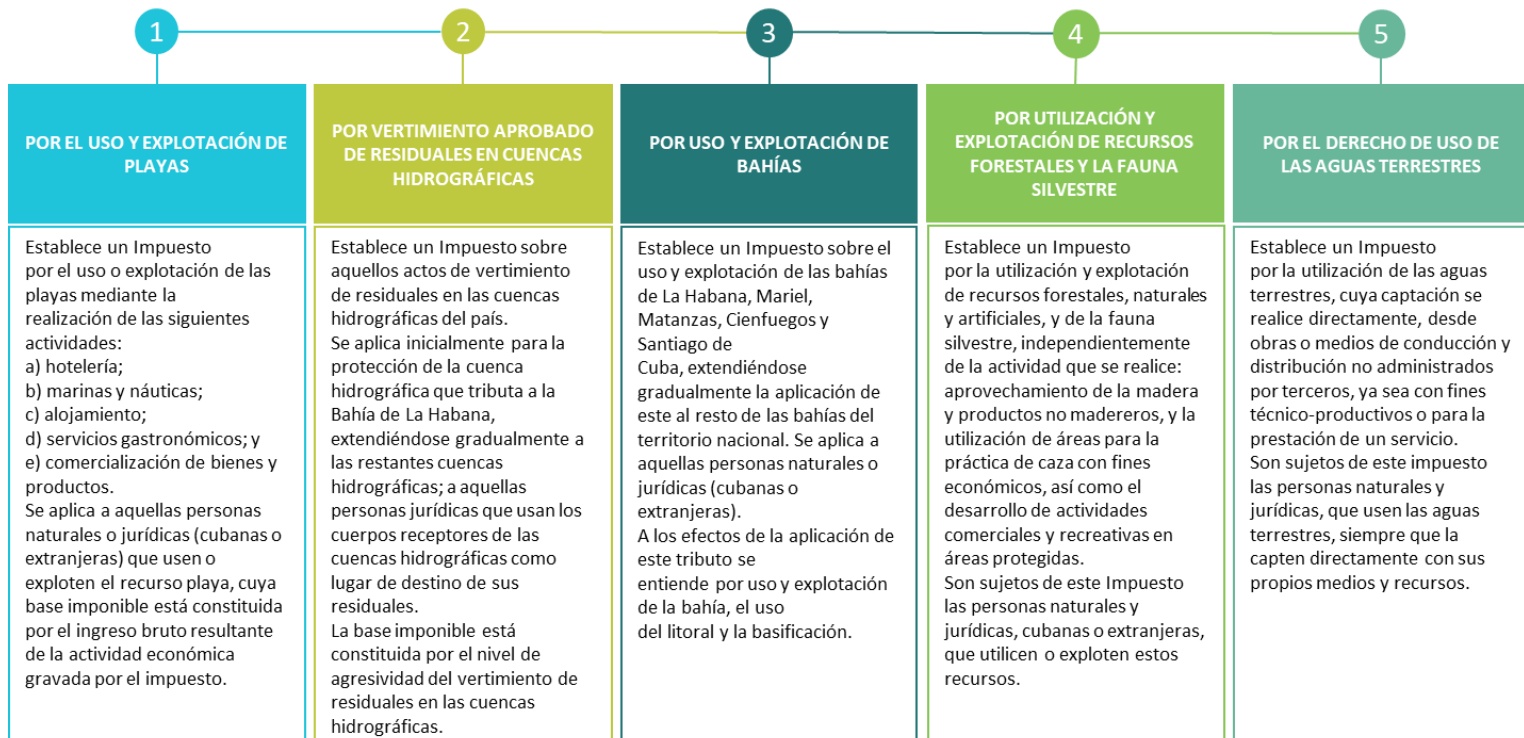 1
2
3
4
5
POR EL USO Y EXPLOTACIÓN DE
PLAYAS
POR VERTIMIENTO APROBADO
DE RESIDUALES EN CUENCAS
HIDROGRÁFICAS
POR USO Y EXPLOTACIÓN DE
BAHÍAS
POR UTILIZACIÓN Y
EXPLOTACIÓN DE RECURSOS
FORESTALES Y LA FAUNA
SILVESTRE
POR EL DERECHO DE USO DE
LAS AGUAS TERRESTRES
Establece un Impuesto
por el uso o explotación de las
playas mediante la
realización de las siguientes
actividades:
a) hotelería;
b) marinas y náuticas;
c) alojamiento;
d) servicios gastronómicos; y
e) comercialización de bienes y
productos.
Se aplica a aquellas personas
naturales o jurídicas (cubanas o
extranjeras) que usen o
exploten el recurso playa, cuya
base imponible está constituida
por el ingreso bruto resultante
de la actividad económica
gravada por el impuesto.
Establece un Impuesto sobre
aquellos actos de vertimiento
de residuales en las cuencas
hidrográficas del país.
Se aplica inicialmente para la
protección de la cuenca
hidrográfica que tributa a la
Bahía de La Habana,
extendiéndose gradualmente a
las restantes cuencas
hidrográficas; a aquellas
personas jurídicas que usan los
cuerpos receptores de las
cuencas hidrográficas como
lugar de destino de sus
residuales.
La base imponible está
constituida por el nivel de
agresividad del vertimiento de
residuales en las cuencas
hidrográficas.
Establece un Impuesto sobre el
uso y explotación de las bahías
de La Habana, Mariel,
Matanzas, Cienfuegos y
Santiago de
Cuba, extendiéndose
gradualmente la aplicación de
este al resto de las bahías del
territorio nacional. Se aplica a
aquellas personas naturales o
jurídicas (cubanas o
extranjeras).
A los efectos de la aplicación de
este tributo se
entiende por uso y explotación
de la bahía, el uso
del litoral y la basificación.
Establece un Impuesto
por la utilización y explotación
de recursos forestales, naturales
y artificiales, y de la fauna
silvestre, independientemente
de la actividad que se realice:
aprovechamiento de la madera
y productos no madereros, y la
utilización de áreas para la
práctica de caza con fines
económicos, así como el
desarrollo de actividades
comerciales y recreativas en
áreas protegidas.
Son sujetos de este Impuesto
las personas naturales y
jurídicas, cubanas o extranjeras,
que utilicen o exploten estos
recursos.
Establece un Impuesto
por la utilización de las aguas
terrestres, cuya captación se
realice directamente, desde
obras o medios de conducción y
distribución no administrados
por terceros, ya sea con fines
técnico-productivos o para la
prestación de un servicio.
Son sujetos de este impuesto
las personas naturales y
jurídicas, que usen las aguas
terrestres, siempre que la
capten directamente con sus
propios medios y recursos.